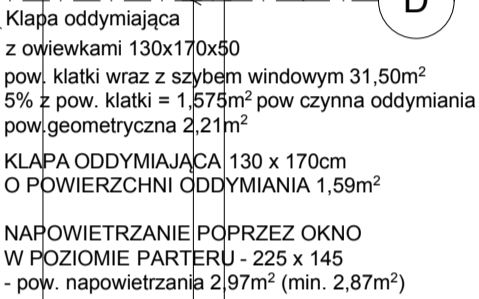 D
Klapa oddymiająca
z owiewkami 130x170x50
pow. klatki wraz z szybem windowym 31,50m²
5% z pow. klatki = 1,575m² pow czynna oddymiania
pow.geometryczna 2,21m²
KLAPA ODDYMIAJĄCA 130 x 170cm
O POWIERZCHNI ODDYMIANIA 1,59m²
NAPOWIETRZANIE POPRZEZ OKNO
W POZIOMIE PARTERU - 225 x 145
- pow. napowietrzania 2,97m² (min. 2,87m²)